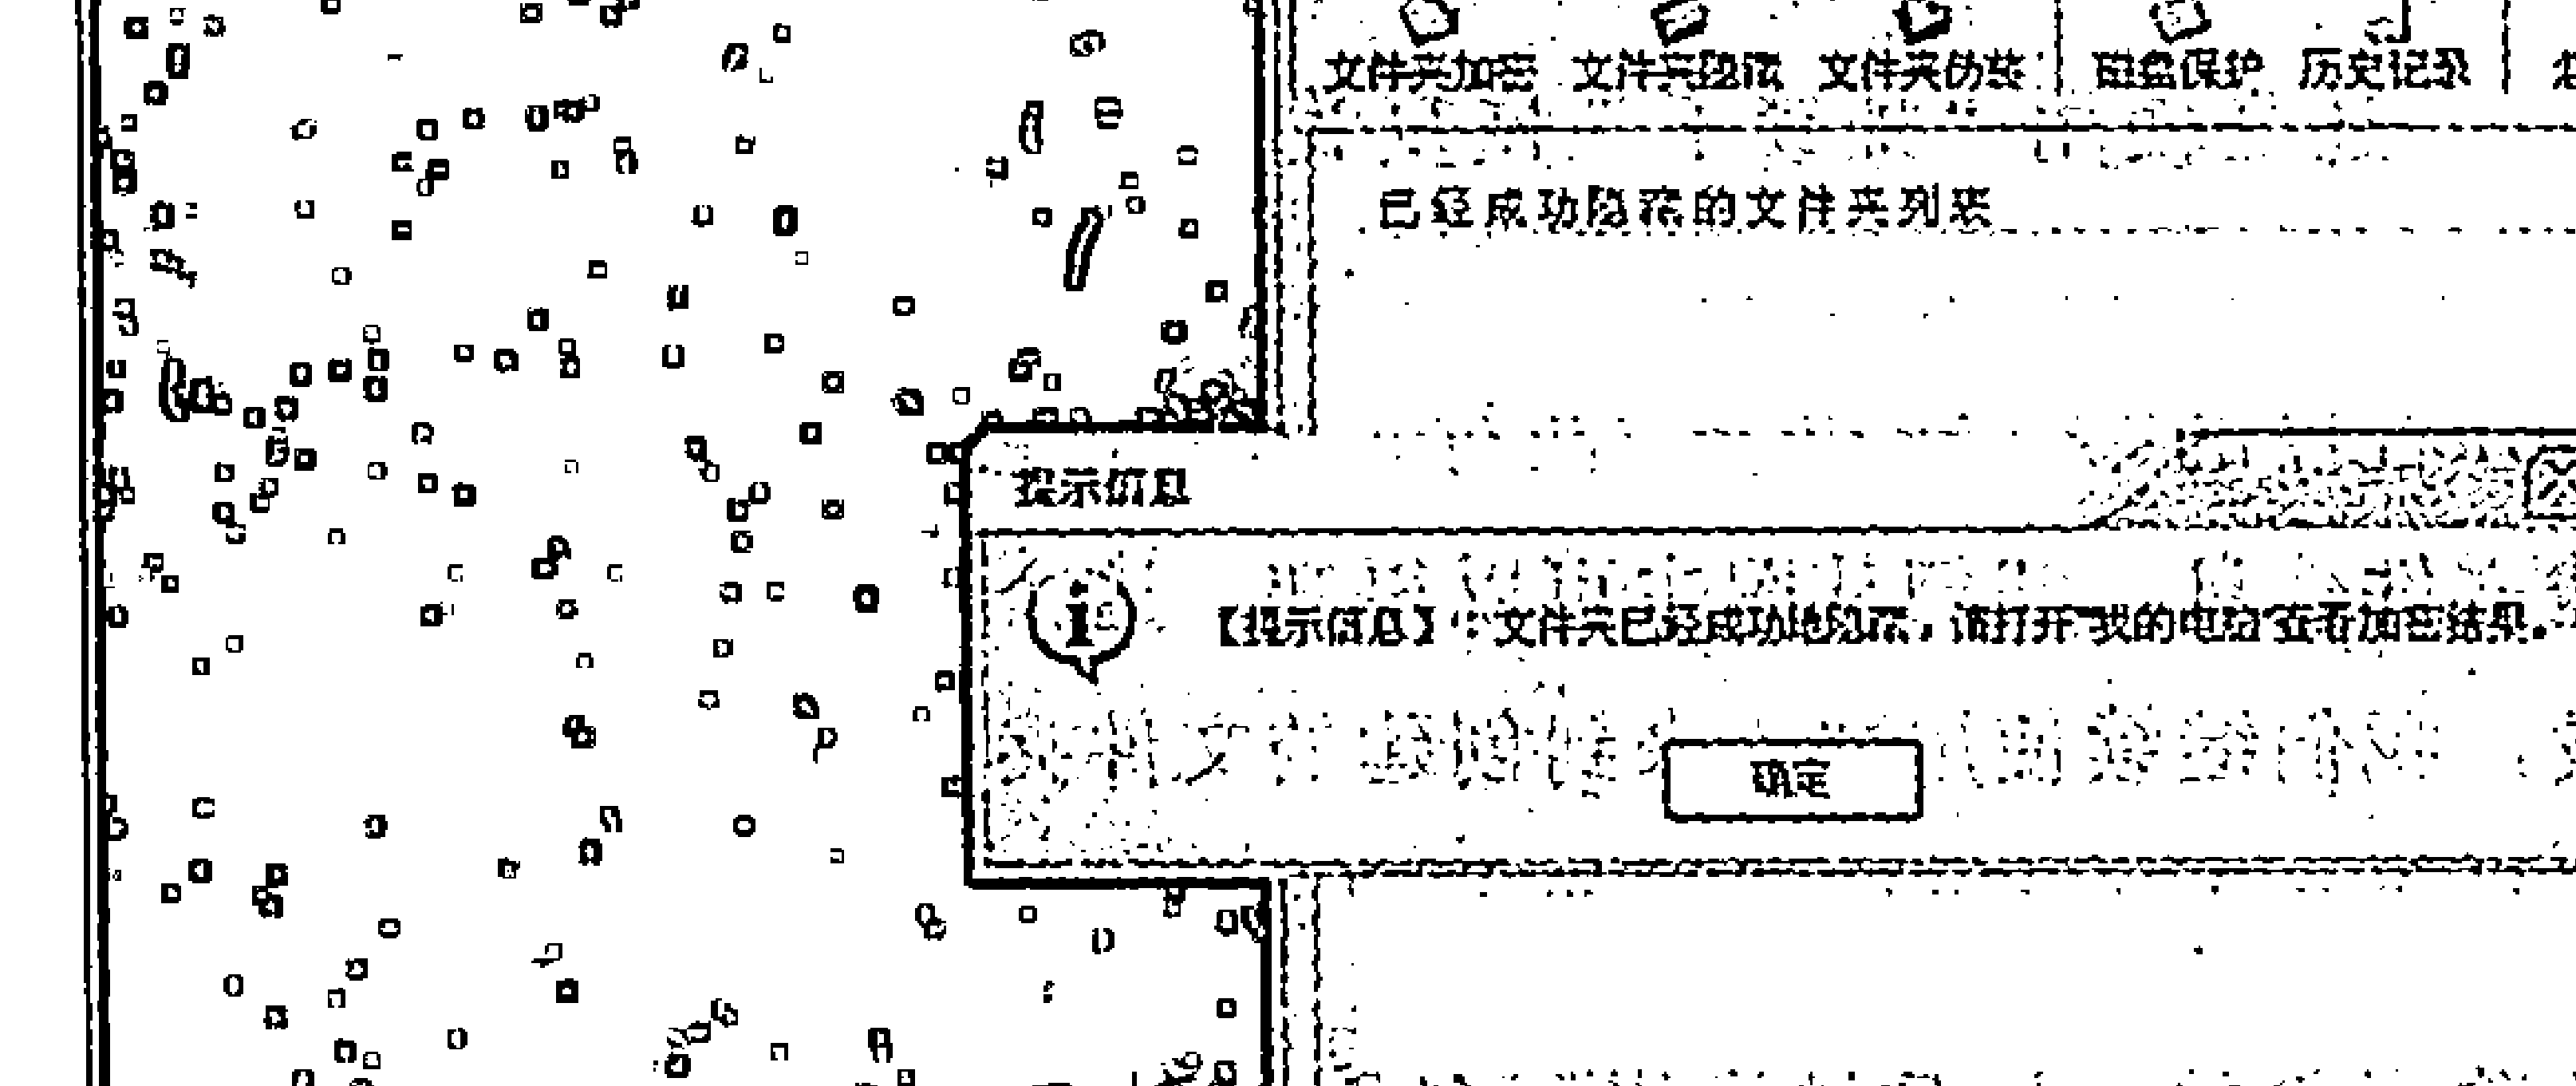 文件夹加密 文件夹隐藏 文件夹伪装 磁盘保护 历史记录
已经成功隐藏的文件夹列表
提示信息
【提示信息】：文件夹已经成功地隐藏，请打开"我的电脑"查看加密结果。
确定